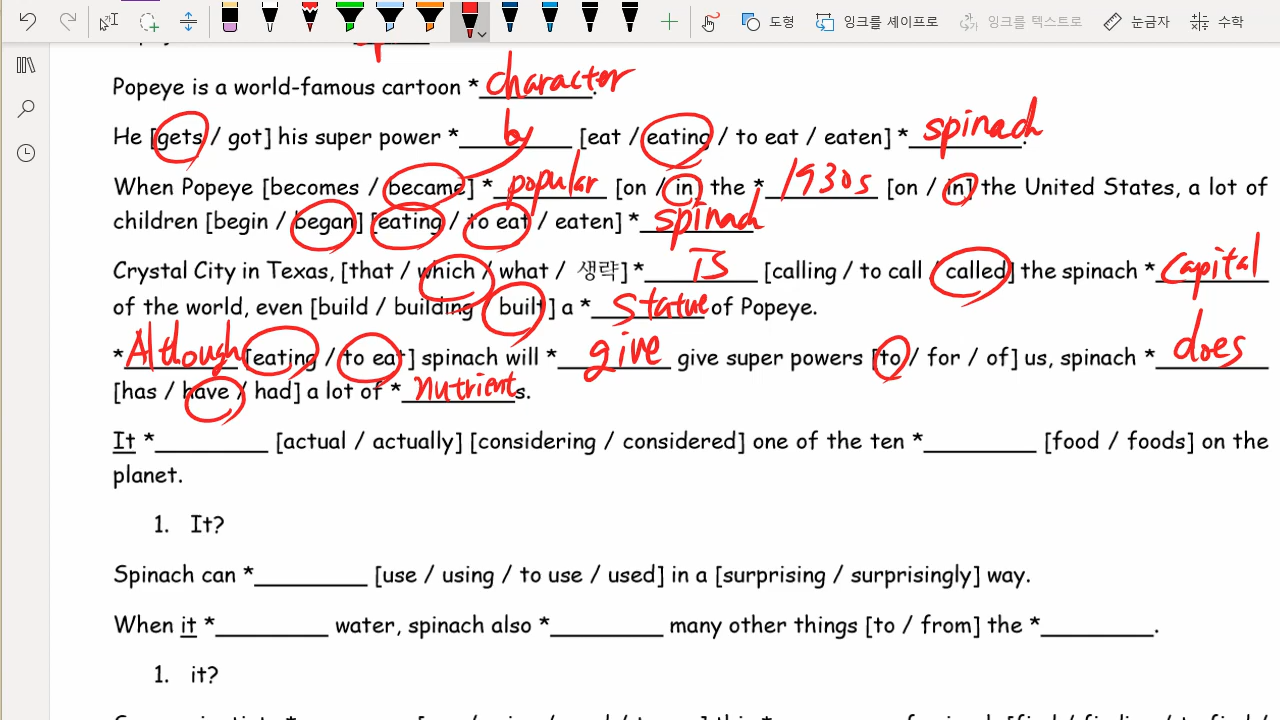 도형 잉크를 셰이프로 잉크를 텍스트로 눈금자 수학
Popeye is a world-famous cartoon *character.
He [gets / got] his super power *by [eat / eating / to eat / eaten] *spinach.
When Popeye [becomes / became] *popular [on / in] the *1930s [on / in] the United States, a lot of
children [begin / began] [eating / to eat / eaten] *spinach
Crystal City in Texas, [that / which / what / 생략] *is [calling / to call / called] the spinach *capital
of the world, even [build / building / built] a *statue of Popeye.
*Although [eating / to eat] spinach will *give give super powers [to / for / of] us, spinach *does
[has / have / had] a lot of *nutrients.
It *_________ [actual / actually] [considering / considered] one of the ten *_________ [food / foods] on the
planet.
1. It?
Spinach can *_________ [use / using / to use / used] in a [surprising / surprisingly] way.
When it *_________ water, spinach also *_________ many other things [to / from] the *_________.
1. it?